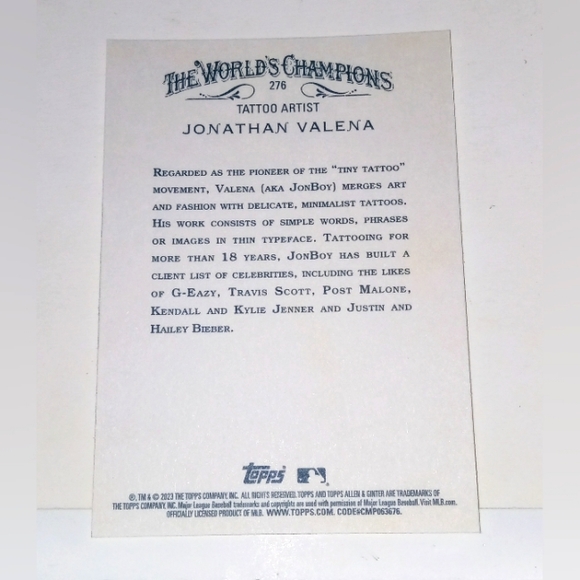 THE WORLD'S CHAMPIONS
276
TATTOO ARTIST
JONATHAN VALENA
REGARDED AS THE PIONEER OF THE "TINY TATTOO"
MOVEMENT, VALENA (AKA JONBOY) MERGES ART
AND FASHION WITH DELICATE, MINIMALIST TATTOOS.
HIS WORK CONSISTS OF SIMPLE WORDS, PHRASES
OR IMAGES IN THIN TYPEFACE. TATTOOING FOR
MORE THAN 18 YEARS, JONBOY HAS BUILT A
CLIENT LIST OF CELEBRITIES, INCLUDING THE LIKES
OF G-EAZY, TRAVIS SCOTT, POST MALONE,
KENDALL AND KYLIE JENNER AND JUSTIN AND
HAILEY BIEBER.
topps
®, TM & © 2023 THE TOPPS COMPANY, INC. ALL RIGHTS RESERVED. TOPPS AND TOPPS ALLEN & GINTER ARE TRADEMARKS OF
THE TOPPS COMPANY, INC. Major League Baseball trademarks and copyrights are used with permission of Major League Baseball. Visit MLB.com.
OFFICIALLY LICENSED PRODUCT OF MLB. WWW.TOPPS.COM. CODE#CMP063676.